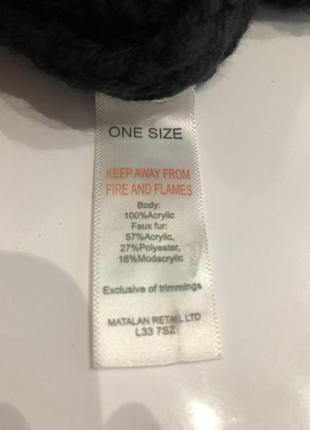 ONE SIZE
KEEP AWAY FROM
FIRE AND FLAMES
Body:
100%Acrylic
Faux fur:
57%Acrylic,
27%Polyester,
16%Modacrylic
Exclusive of trimmings
MATALAN RETAIL LTD
L33 7SZ